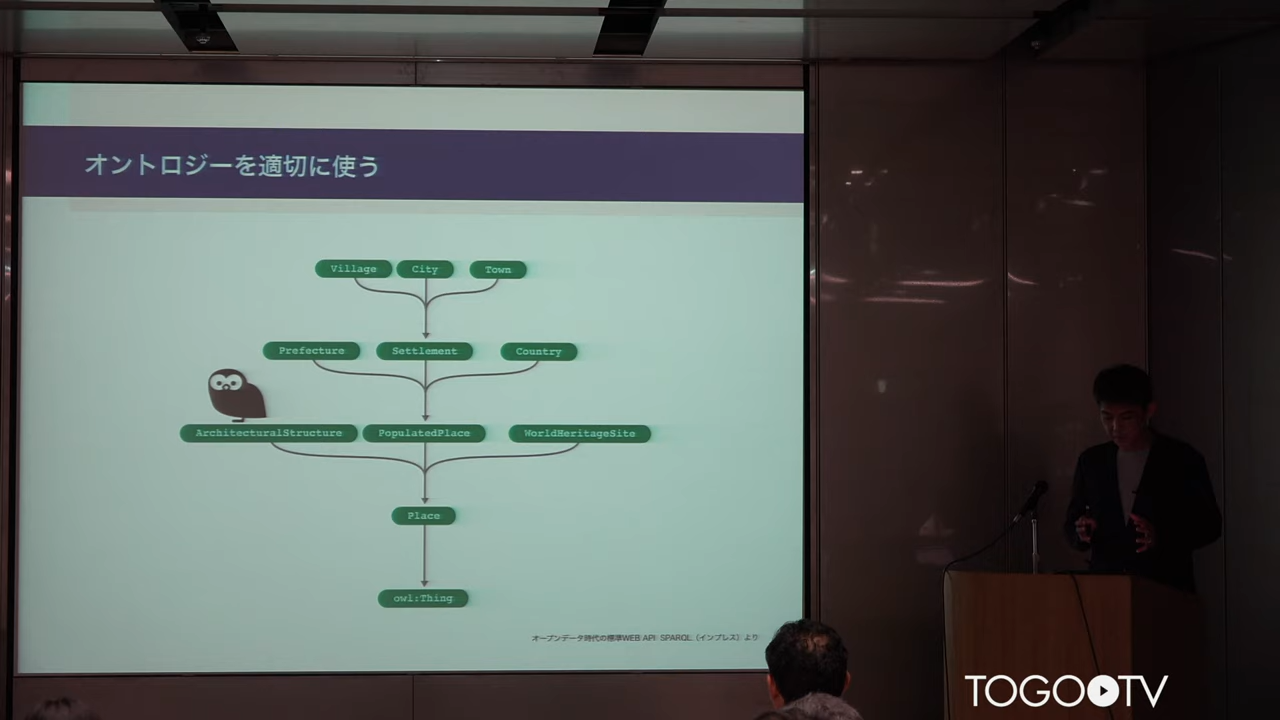 オントロジーを適切に使う
Village City Town
Prefecture Settlement Country
ArchitecturalStructure PopulatedPlace WorldHeritageSite
Place
owl:Thing
オープンデータ時代の標準WEB API SPARQL（インプレス）より
TOGO TV